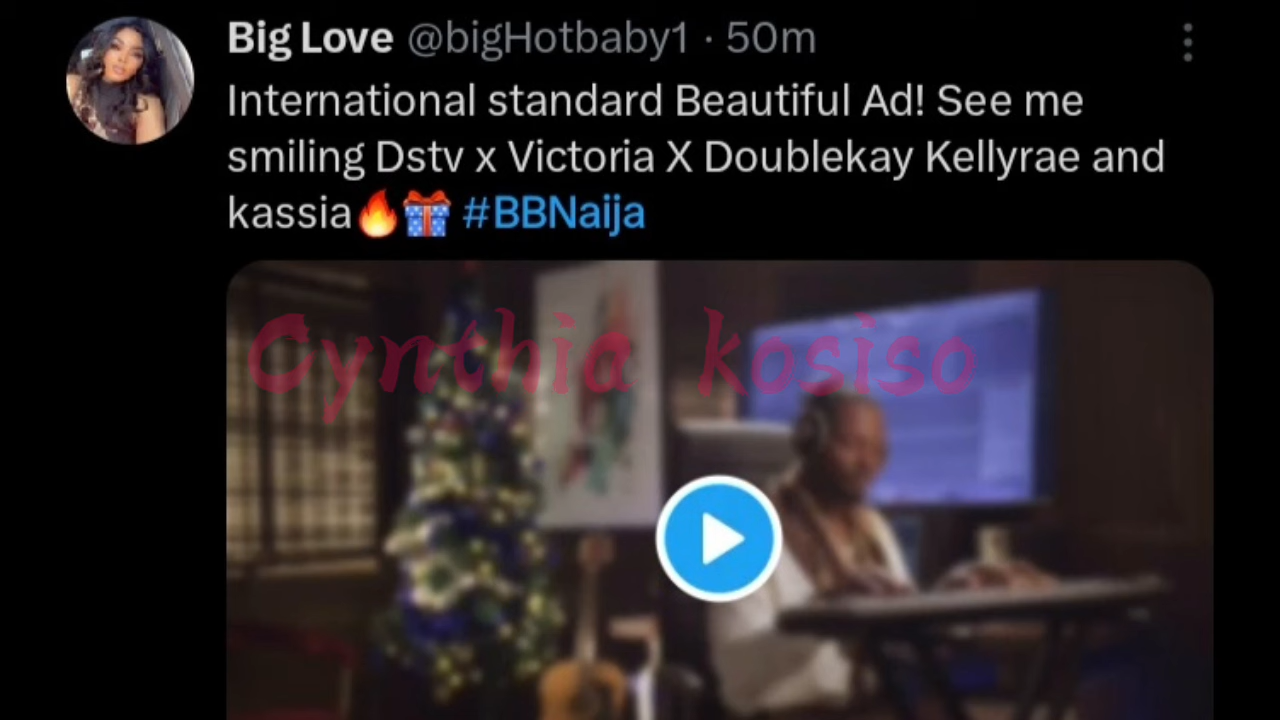 Big Love @bigHotbaby1 · 50m
International standard Beautiful Ad! See me
smiling Dstv x Victoria X Doublekay Kellyrae and
kassia🔥🎁 #BBNaija
Cynthia kosiso